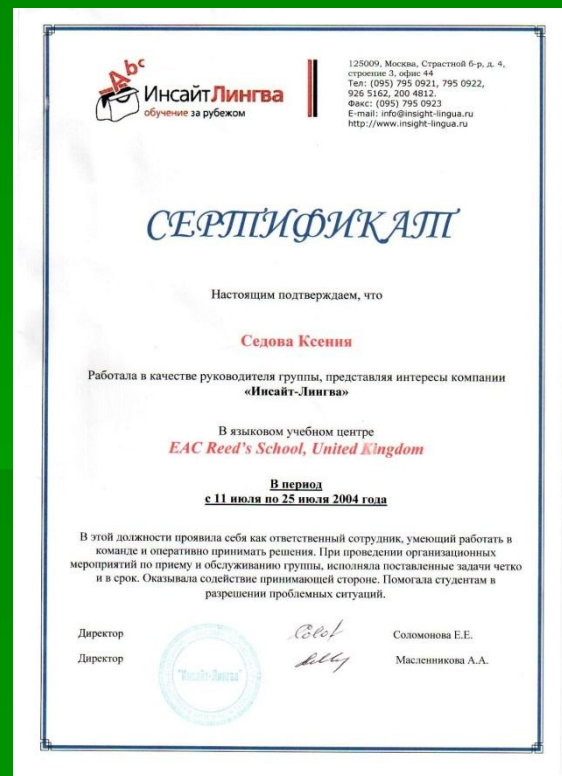 Abc
ИнсайтЛингва
обучение за рубежом
125009, Москва, Страстной б-р, д. 4,
строение 3, офис 44
Тел: (095) 795 0921, 795 0922,
926 5162, 200 4812.
Факс: (095) 795 0923
E-mail: info@insight-lingua.ru
http://www.insight-lingua.ru
СЕРТИФИКАТ
Настоящим подтверждаем, что
Седова Ксения
Работала в качестве руководителя группы, представляя интересы компании
«Инсайт-Лингва»
В языковом учебном центре
EAC Reed's School, United Kingdom
В период
с 11 июля по 25 июля 2004 года
В этой должности проявила себя как ответственный сотрудник, умеющий работать в
команде и оперативно принимать решения. При проведении организационных
мероприятий по приему и обслуживанию группы, исполняла поставленные задачи четко
и в срок. Оказывала содействие принимающей стороне. Помогала студентам в
разрешении проблемных ситуаций.
Директор
Соломонова Е.Е.
Директор
Масленникова А.А.
"Инсайт-Лингва"